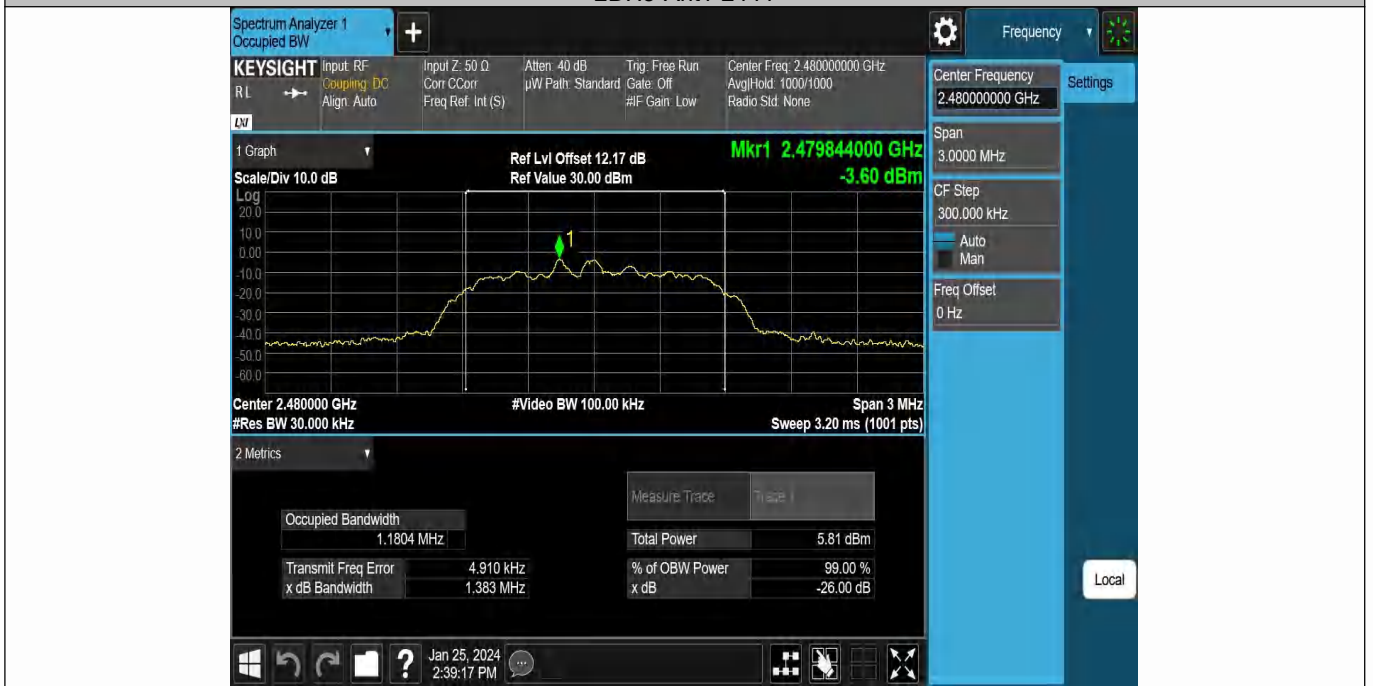 Spectrum Analyzer 1
Occupied BW
+
Frequency
KEYSIGHT
RL
LXI
Input: RF
Coupling: DC
Align: Auto
Input Z: 50 Ω
Corr CCorr
Freq Ref: Int (S)
Atten: 40 dB
µW Path: Standard
Trig: Free Run
Gate: Off
#IF Gain: Low
Center Freq: 2.480000000 GHz
Avg|Hold: 1000/1000
Radio Std: None
Center Frequency
2.480000000 GHz
Settings
Span
3.0000 MHz
CF Step
300.000 kHz
Auto
Man
Freq Offset
0 Hz
Local
1 Graph
Scale/Div 10.0 dB
Ref Lvl Offset 12.17 dB
Ref Value 30.00 dBm
Mkr1 2.479844000 GHz
-3.60 dBm
Log
20.0
10.0
0.00
-10.0
-20.0
-30.0
-40.0
-50.0
-60.0
1
Center 2.480000 GHz
#Video BW 100.00 kHz
Span 3 MHz
#Res BW 30.000 kHz
Sweep 3.20 ms (1001 pts)
2 Metrics
Measure Trace
Trace 1
Occupied Bandwidth
1.1804 MHz
Total Power
5.81 dBm
Transmit Freq Error
4.910 kHz
% of OBW Power
99.00 %
x dB Bandwidth
1.383 MHz
x dB
-26.00 dB
?
Jan 25, 2024
2:39:17 PM